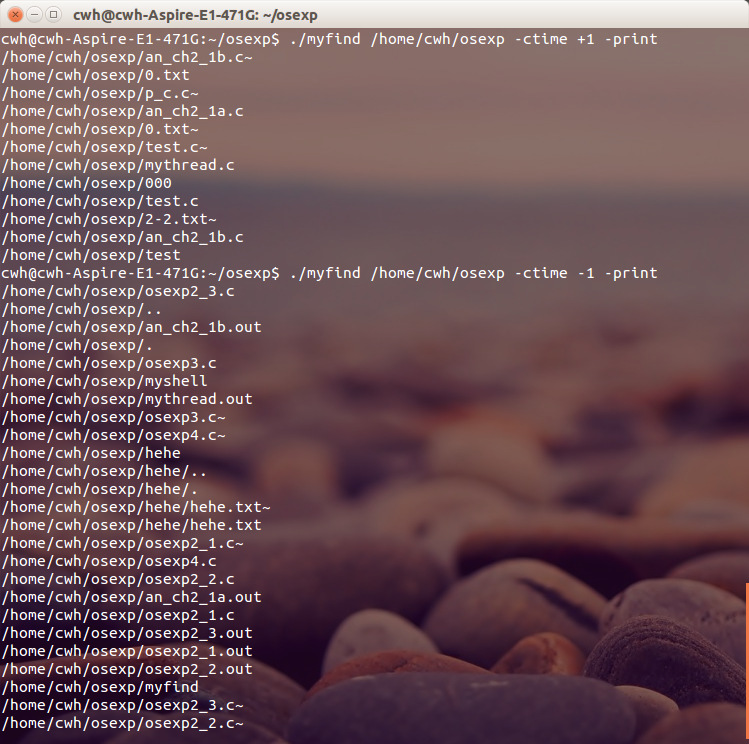 cwh@cwh-Aspire-E1-471G: ~/osexp
cwh@cwh-Aspire-E1-471G:~/osexp$ ./myfind /home/cwh/osexp -ctime +1 -print
/home/cwh/osexp/an_ch2_1b.c~
/home/cwh/osexp/0.txt
/home/cwh/osexp/p_c.c~
/home/cwh/osexp/an_ch2_1a.c
/home/cwh/osexp/0.txt~
/home/cwh/osexp/test.c~
/home/cwh/osexp/mythread.c
/home/cwh/osexp/000
/home/cwh/osexp/test.c
/home/cwh/osexp/2-2.txt~
/home/cwh/osexp/an_ch2_1b.c
/home/cwh/osexp/test
cwh@cwh-Aspire-E1-471G:~/osexp$ ./myfind /home/cwh/osexp -ctime -1 -print
/home/cwh/osexp/osexp2_3.c
/home/cwh/osexp/..
/home/cwh/osexp/an_ch2_1b.out
/home/cwh/osexp/.
/home/cwh/osexp/osexp3.c
/home/cwh/osexp/myshell
/home/cwh/osexp/mythread.out
/home/cwh/osexp/osexp3.c~
/home/cwh/osexp/osexp4.c~
/home/cwh/osexp/hehe
/home/cwh/osexp/hehe/..
/home/cwh/osexp/hehe/.
/home/cwh/osexp/hehe/hehe.txt~
/home/cwh/osexp/hehe/hehe.txt
/home/cwh/osexp/osexp2_1.c~
/home/cwh/osexp/osexp4.c
/home/cwh/osexp/osexp2_2.c
/home/cwh/osexp/an_ch2_1a.out
/home/cwh/osexp/osexp2_1.c
/home/cwh/osexp/osexp2_3.out
/home/cwh/osexp/osexp2_1.out
/home/cwh/osexp/osexp2_2.out
/home/cwh/osexp/myfind
/home/cwh/osexp/osexp2_3.c~
/home/cwh/osexp/osexp2_2.c~